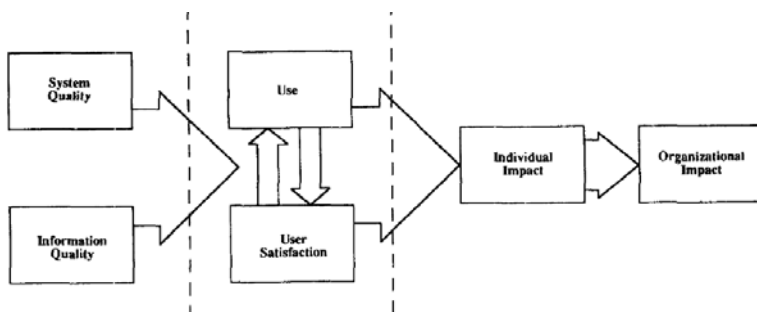 System
Quality
Use
Individual
Impact
Organizational
Impact
Information
Quality
User
Satisfaction